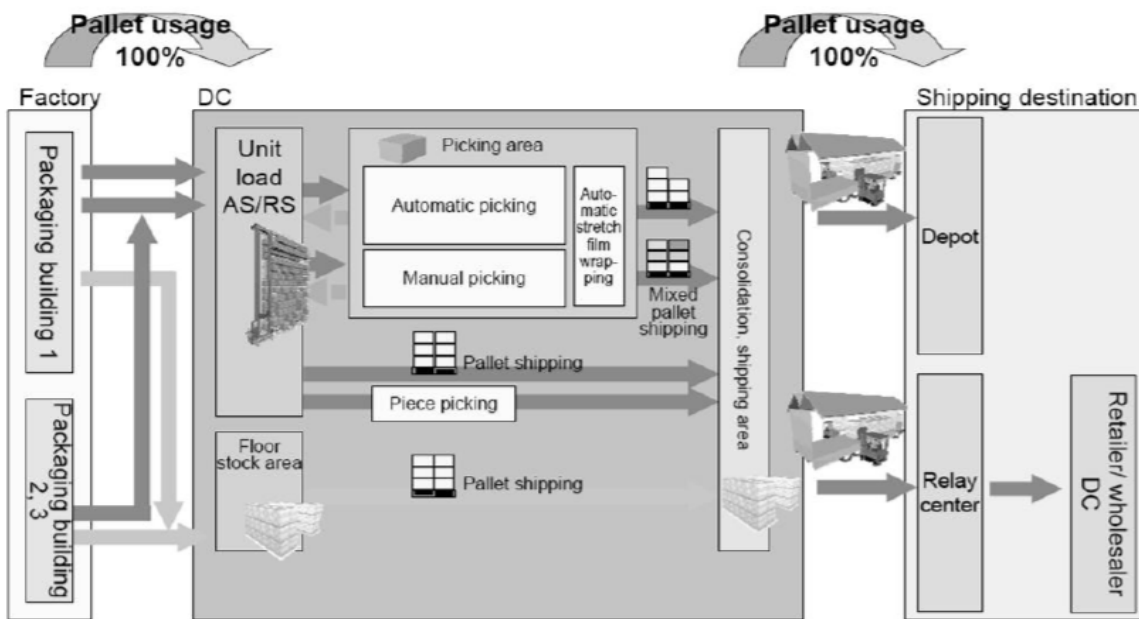 Pallet usage
100%
Pallet usage
100%
Factory
DC
Shipping destination
Packaging building 1
Packaging building
2, 3
Unit
load
AS/RS
Picking area
Automatic picking
Manual picking
Auto-
matic
stretch
film
wrap-
ping
Mixed
pallet
shipping
Pallet shipping
Piece picking
Floor
stock area
Pallet shipping
Consolidation, shipping area
Depot
Relay
center
Retailer/ wholesaler
DC